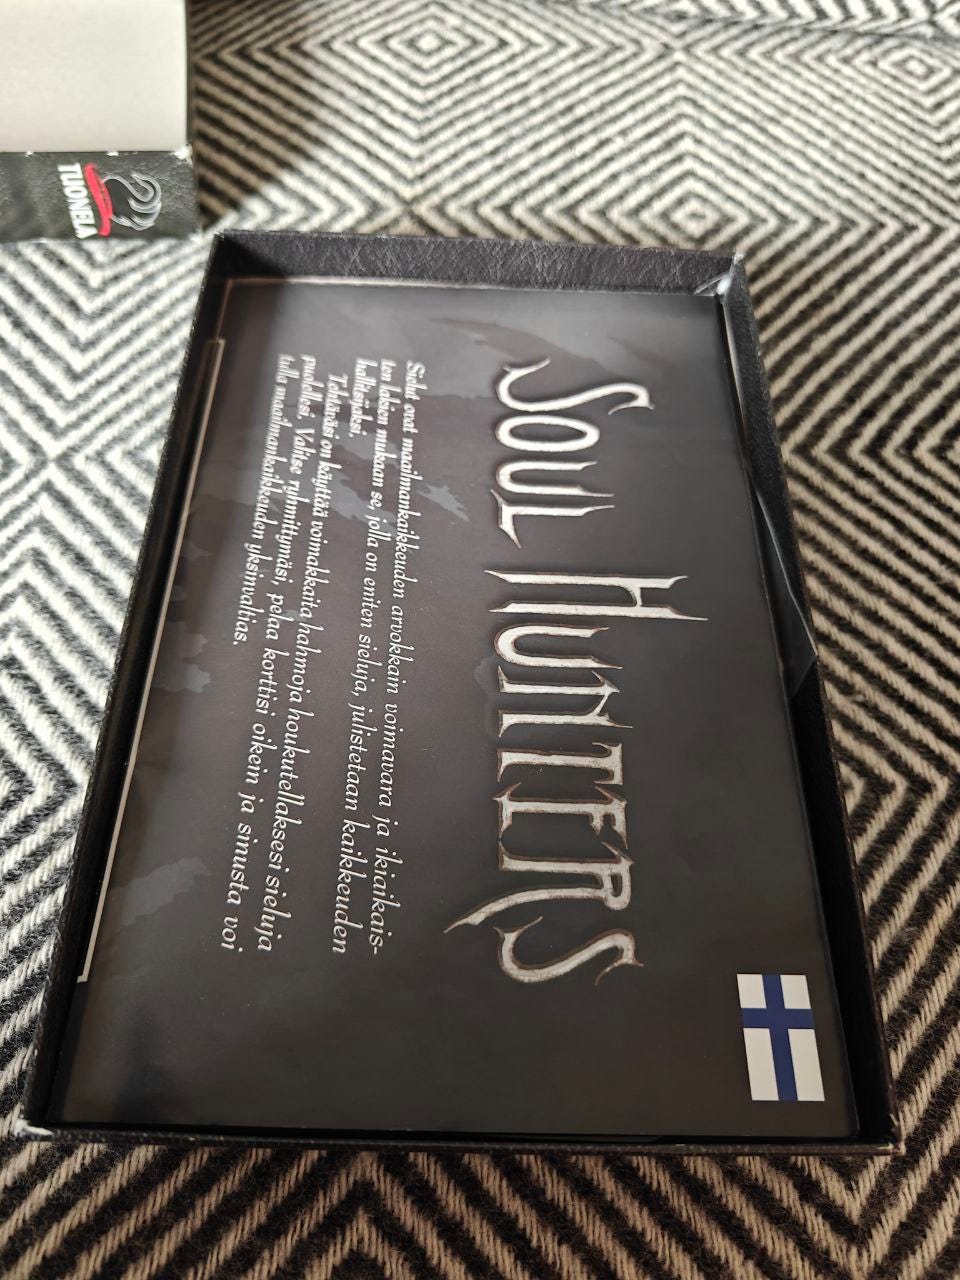 TUONELA
SOUL HUNTERS
Sielut ovat maailmankaikkeuden arvokkain voimavara ja ikiaikais-
ten lakien mukaan se, jolla on eniten sieluja, julistetaan kaikkeuden
hallitsijaksi.
Tehtäväsi on käyttää voimakkaita hahmoja houkutellaksesi sieluja
puolellesi. Valitse ryhmittymäsi, pelaa korttisi oikein ja sinusta voi
tulla maailmankaikkeuden yksinvaltias.